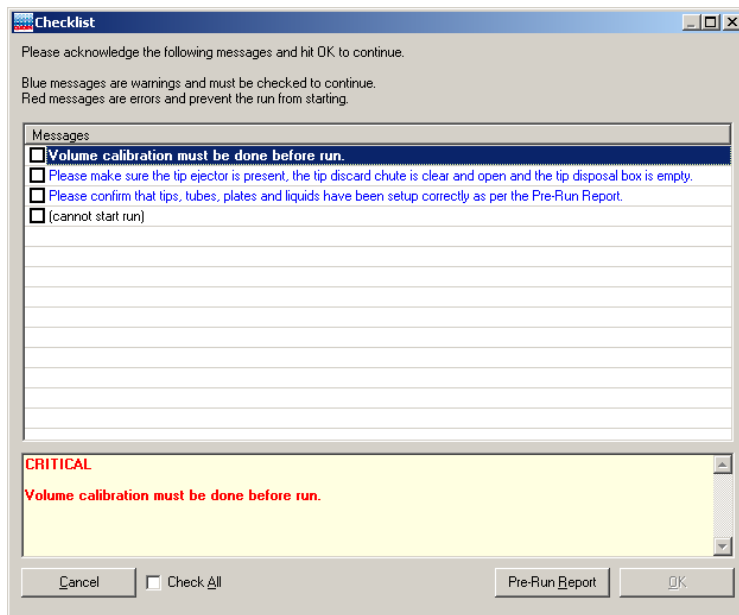 Checklist
Please acknowledge the following messages and hit OK to continue.
Blue messages are warnings and must be checked to continue.
Red messages are errors and prevent the run from starting.
Messages
Volume calibration must be done before run.
Please make sure the tip ejector is present, the tip discard chute is clear and open and the tip disposal box is empty.
Please confirm that tips, tubes, plates and liquids have been setup correctly as per the Pre-Run Report.
(cannot start run)
CRITICAL
Volume calibration must be done before run.
Cancel Check All Pre-Run Report OK